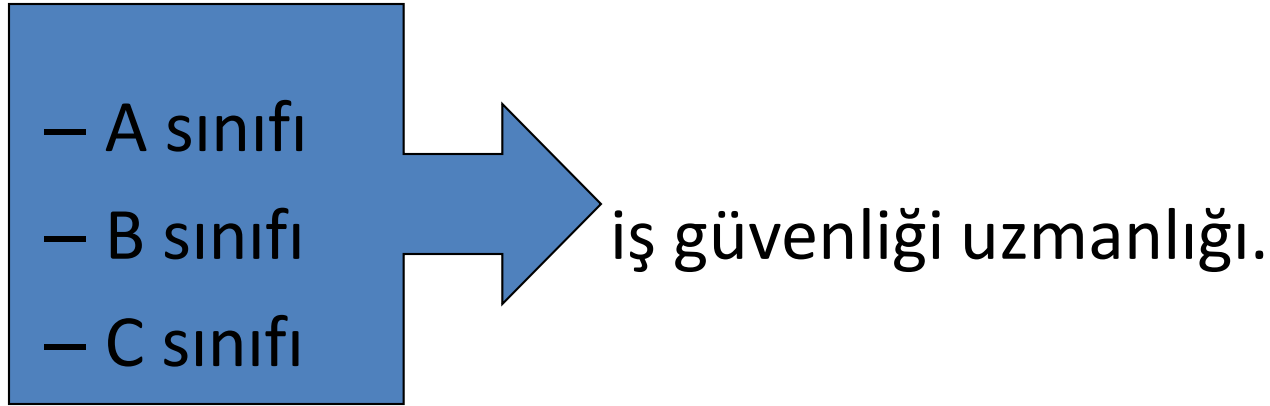 – A sınıfı
– B sınıfı
– C sınıfı
iş güvenliği uzmanlığı.